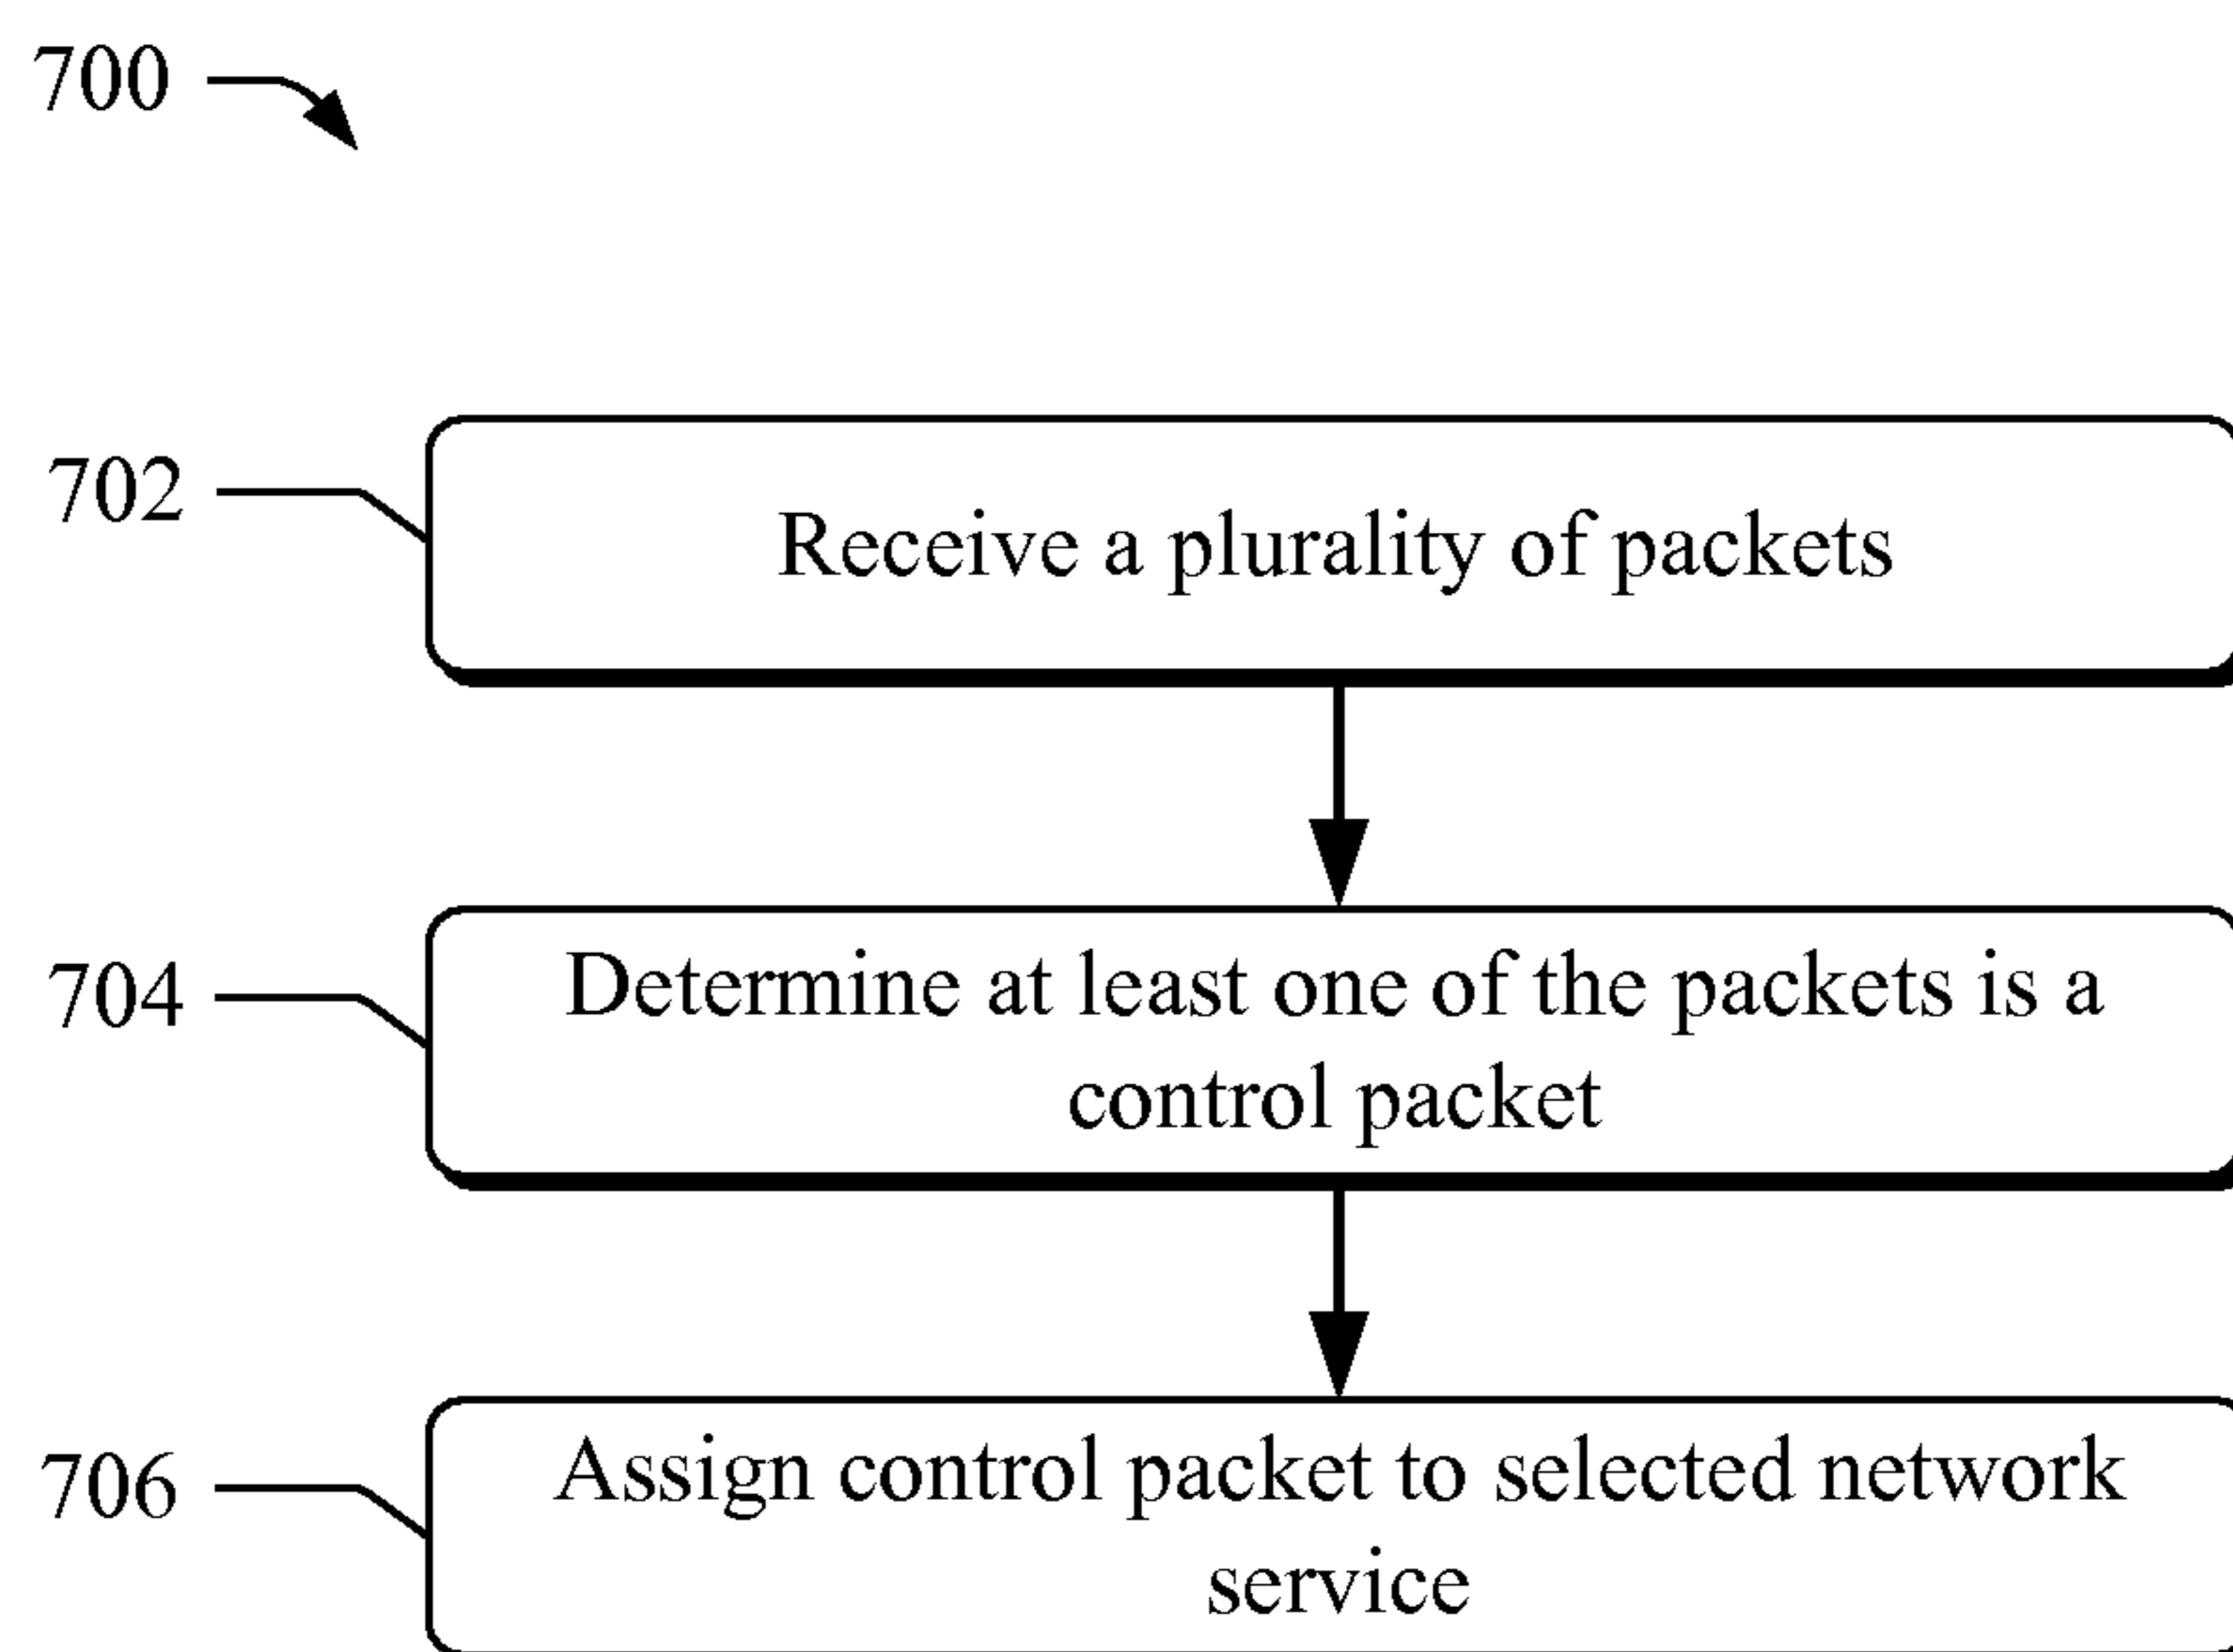 700
702
Receive a plurality of packets
704
Determine at least one of the packets is a
control packet
706
Assign control packet to selected network
service